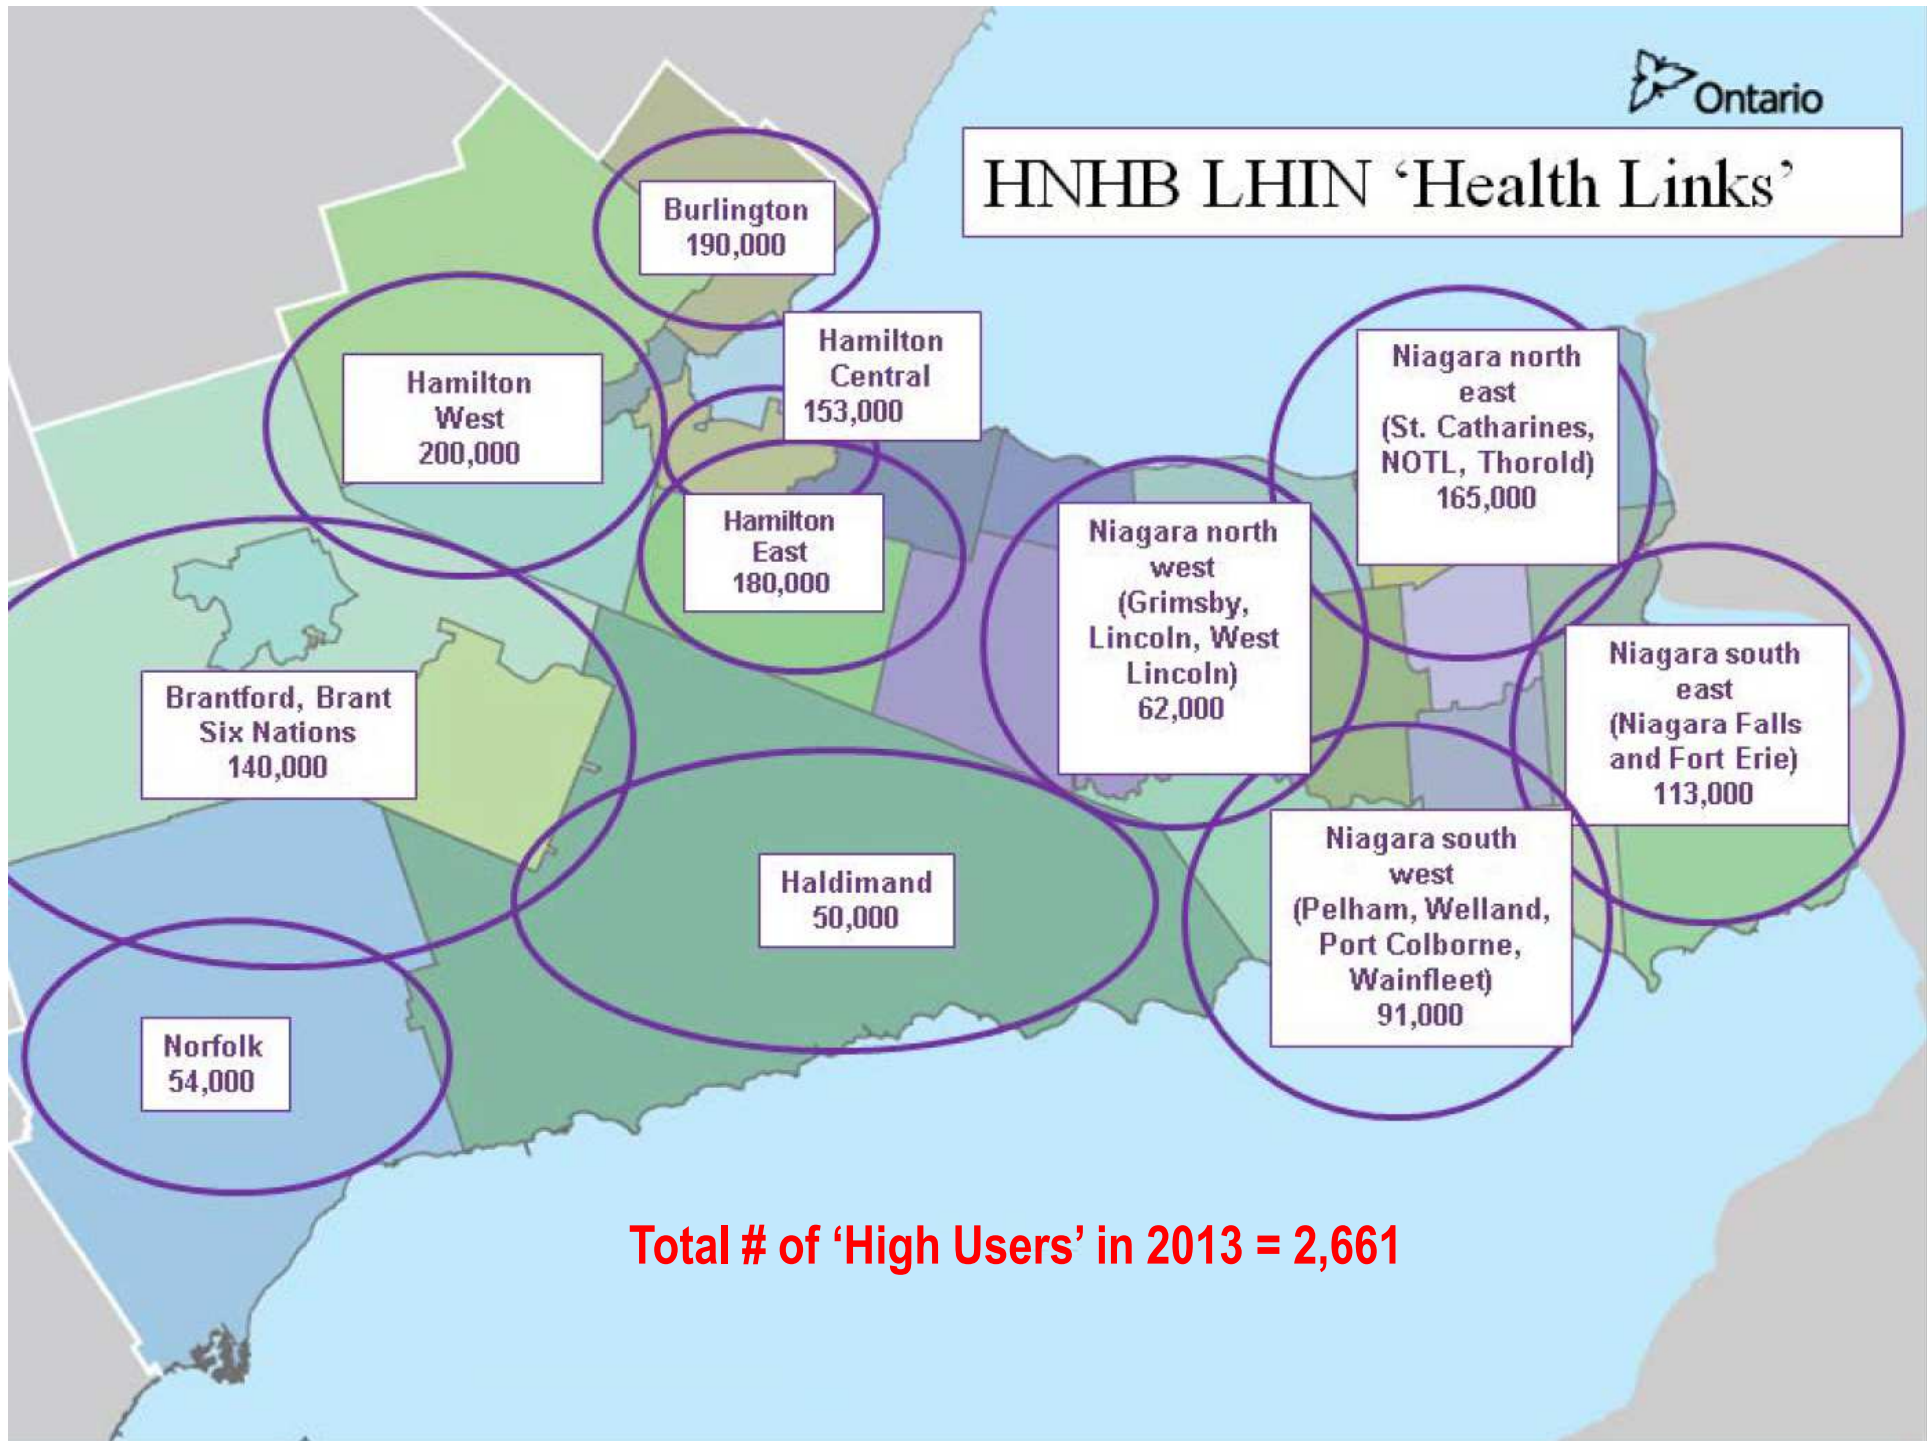 Ontario
HNHB LHIN ‘Health Links’
Burlington
190,000
Hamilton
Central
153,000
Hamilton
West
200,000
Niagara north
east
(St. Catharines,
NOTL, Thorold)
165,000
Hamilton
East
180,000
Niagara north
west
(Grimsby,
Lincoln, West
Lincoln)
62,000
Niagara south
east
(Niagara Falls
and Fort Erie)
113,000
Brantford, Brant
Six Nations
140,000
Haldimand
50,000
Niagara south
west
(Pelham, Welland,
Port Colborne,
Wainfleet)
91,000
Norfolk
54,000
Total # of ‘High Users’ in 2013 = 2,661